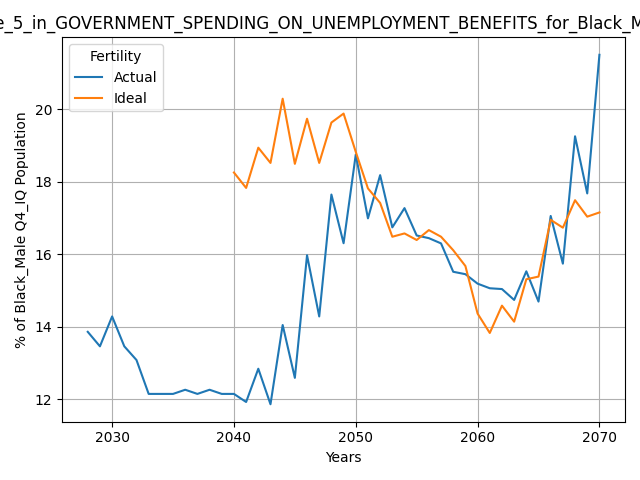 e_5_in_GOVERNMENT_SPENDING_ON_UNEMPLOYMENT_BENEFITS_for_Black_M
Fertility
Actual
Ideal
% of Black_Male Q4_IQ Population
20
18
16
14
12
2030
2040
2050
2060
2070
Years